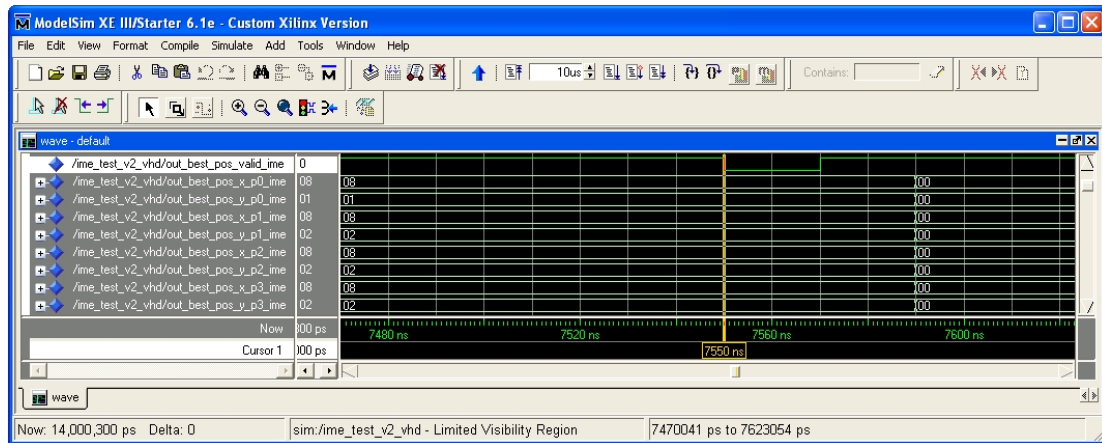 ModelSim XE III/Starter 6.1e - Custom Xilinx Version
File Edit View Format Compile Simulate Add Tools Window Help
10us Contains:
wave - default
/ime_test_v2_vhd/out_best_pos_valid_ime 0
/ime_test_v2_vhd/out_best_pos_x_p0_ime 08 08 00
/ime_test_v2_vhd/out_best_pos_y_p0_ime 01 01 00
/ime_test_v2_vhd/out_best_pos_x_p1_ime 08 08 00
/ime_test_v2_vhd/out_best_pos_y_p1_ime 02 02 00
/ime_test_v2_vhd/out_best_pos_x_p2_ime 08 08 00
/ime_test_v2_vhd/out_best_pos_y_p2_ime 02 02 00
/ime_test_v2_vhd/out_best_pos_x_p3_ime 08 08 00
/ime_test_v2_vhd/out_best_pos_y_p3_ime 02 02 00
Now 300 ps 7480 ns 7520 ns 7560 ns 7600 ns
Cursor 1 000 ps 7550 ns
wave
Now: 14,000,300 ps Delta: 0 sim:/ime_test_v2_vhd - Limited Visibility Region 7470041 ps to 7623054 ps